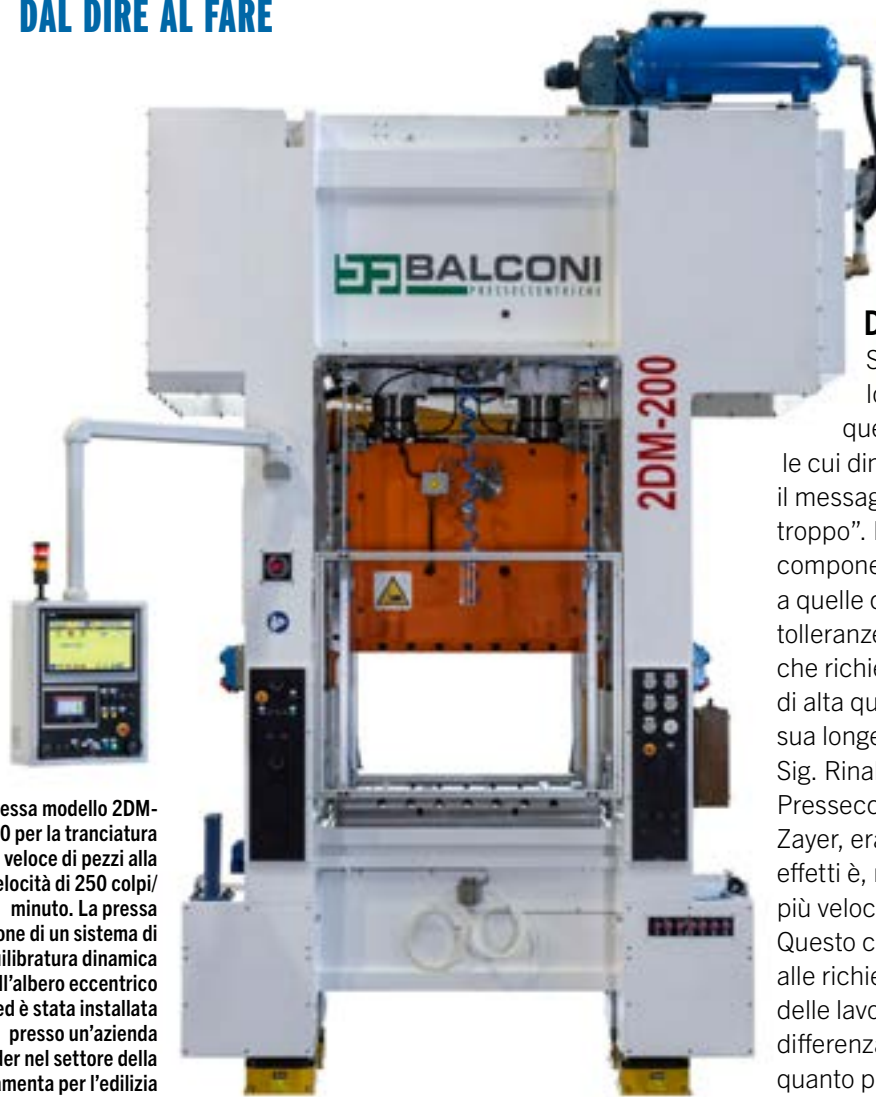 DAL DIRE AL FARE
BALCONI
PRESSECCENTRICHE
2DM-200
essa modello 2DM-
0 per la tranciatura
veloce di pezzi alla
elocità di 250 colpi/
minuto. La pressa
one di un sistema di
uilibratura dinamica
ll'albero eccentrico
ed è stata installata
presso un'azienda
der nel settore della
amenta per l'edilizia
D
S
lo
que
le cui din
il messag
troppo”.
compone
a quelle c
tolleranze
che richie
di alta qu
sua longe
Sig. Rinal
Pressecc
Zayer, era
effetti è, 
più veloc
Questo c
alle richie
delle lavo
differenza
quanto p